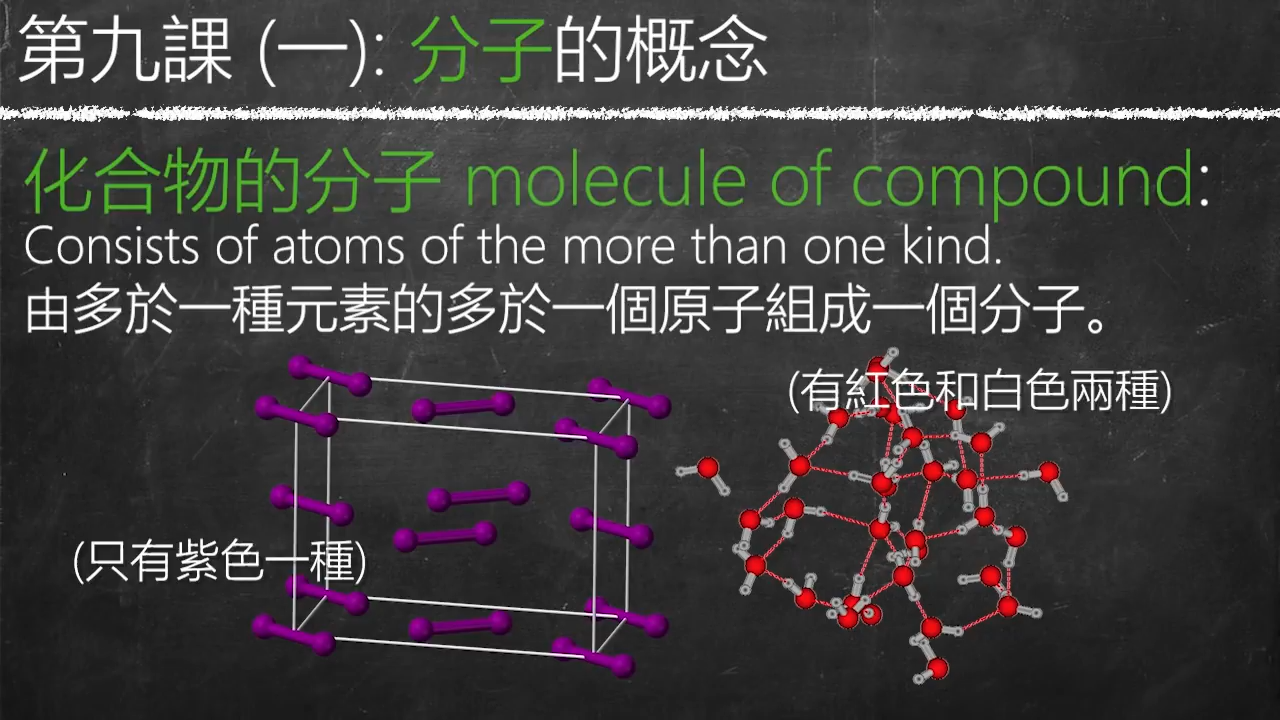 第九課 (一): 分子的概念
化合物的分子 molecule of compound:
Consists of atoms of the more than one kind.
由多於一種元素的多於一個原子組成一個分子。
(有紅色和白色兩種)
(只有紫色一種)